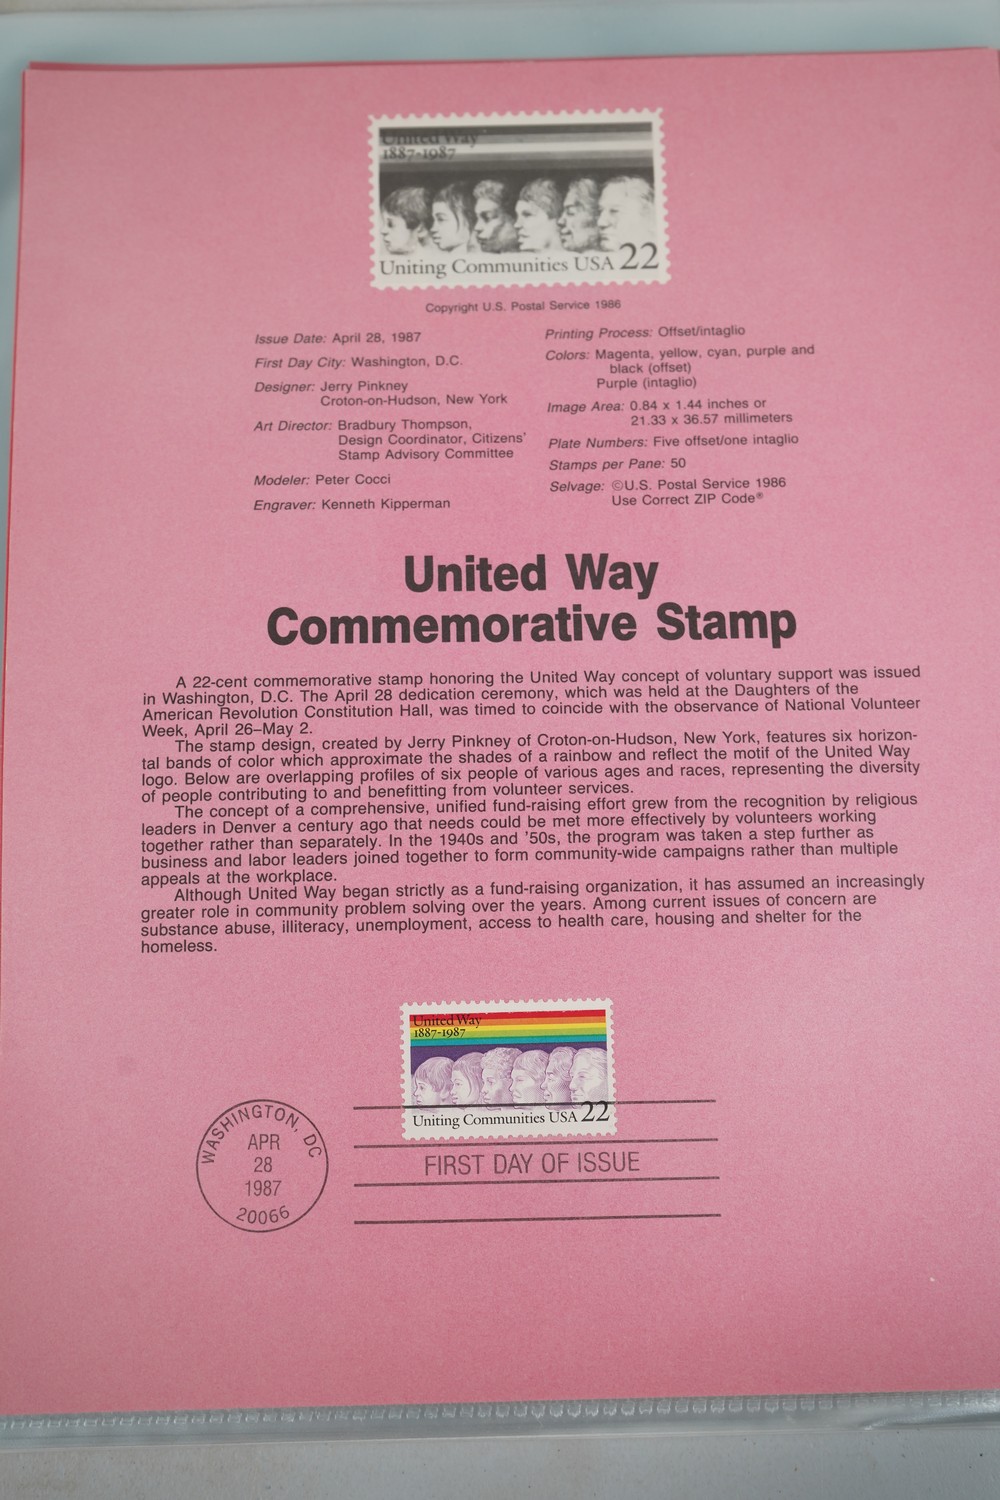 United Way
1887-1987
Uniting Communities USA 22
Copyright U.S. Postal Service 1986
Issue Date: April 28, 1987
First Day City: Washington, D.C.
Designer: Jerry Pinkney
Croton-on-Hudson, New York
Art Director: Bradbury Thompson,
Design Coordinator, Citizens'
Stamp Advisory Committee
Modeler: Peter Cocci
Engraver: Kenneth Kipperman
Printing Process: Offset/intaglio
Colors: Magenta, yellow, cyan, purple and
black (offset)
Purple (intaglio)
Image Area: 0.84 x 1.44 inches or
21.33 x 36.57 millimeters
Plate Numbers: Five offset/one intaglio
Stamps per Pane: 50
Selvage: ©U.S. Postal Service 1986
Use Correct ZIP Code®
United Way
Commemorative Stamp
A 22-cent commemorative stamp honoring the United Way concept of voluntary support was issued
in Washington, D.C. The April 28 dedication ceremony, which was held at the Daughters of the
American Revolution Constitution Hall, was timed to coincide with the observance of National Volunteer
Week, April 26–May 2.
The stamp design, created by Jerry Pinkney of Croton-on-Hudson, New York, features six horizon-
tal bands of color which approximate the shades of a rainbow and reflect the motif of the United Way
logo. Below are overlapping profiles of six people of various ages and races, representing the diversity
of people contributing to and benefitting from volunteer services.
The concept of a comprehensive, unified fund-raising effort grew from the recognition by religious
leaders in Denver a century ago that needs could be met more effectively by volunteers working
together rather than separately. In the 1940s and '50s, the program was taken a step further as
business and labor leaders joined together to form community-wide campaigns rather than multiple
appeals at the workplace.
Although United Way began strictly as a fund-raising organization, it has assumed an increasingly
greater role in community problem solving over the years. Among current issues of concern are
substance abuse, illiteracy, unemployment, access to health care, housing and shelter for the
homeless.
United Way
1887-1987
Uniting Communities USA 22
WASHINGTON, DC
APR
28
1987
20066
FIRST DAY OF ISSUE